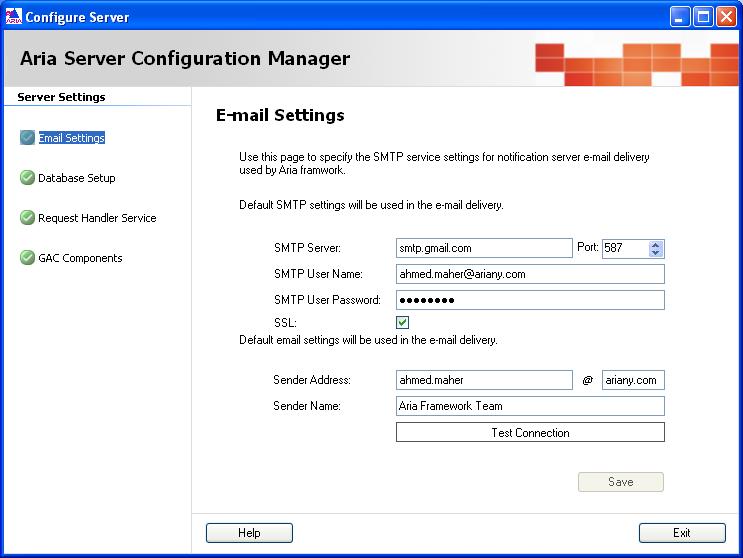 ARIA
Configure Server
Aria Server Configuration Manager
Server Settings
Email Settings
Database Setup
Request Handler Service
GAC Components
E-mail Settings
Use this page to specify the SMTP service settings for notification server e-mail delivery
used by Aria framwork.
Default SMTP settings will be used in the e-mail delivery.
SMTP Server: smtp.gmail.com Port: 587
SMTP User Name: ahmed.maher@ariany.com
SMTP User Password: ●●●●●●●●
SSL:
Default email settings will be used in the e-mail delivery.
Sender Address: ahmed.maher @ ariany.com
Sender Name: Aria Framework Team
Test Connection
Save
Help Exit